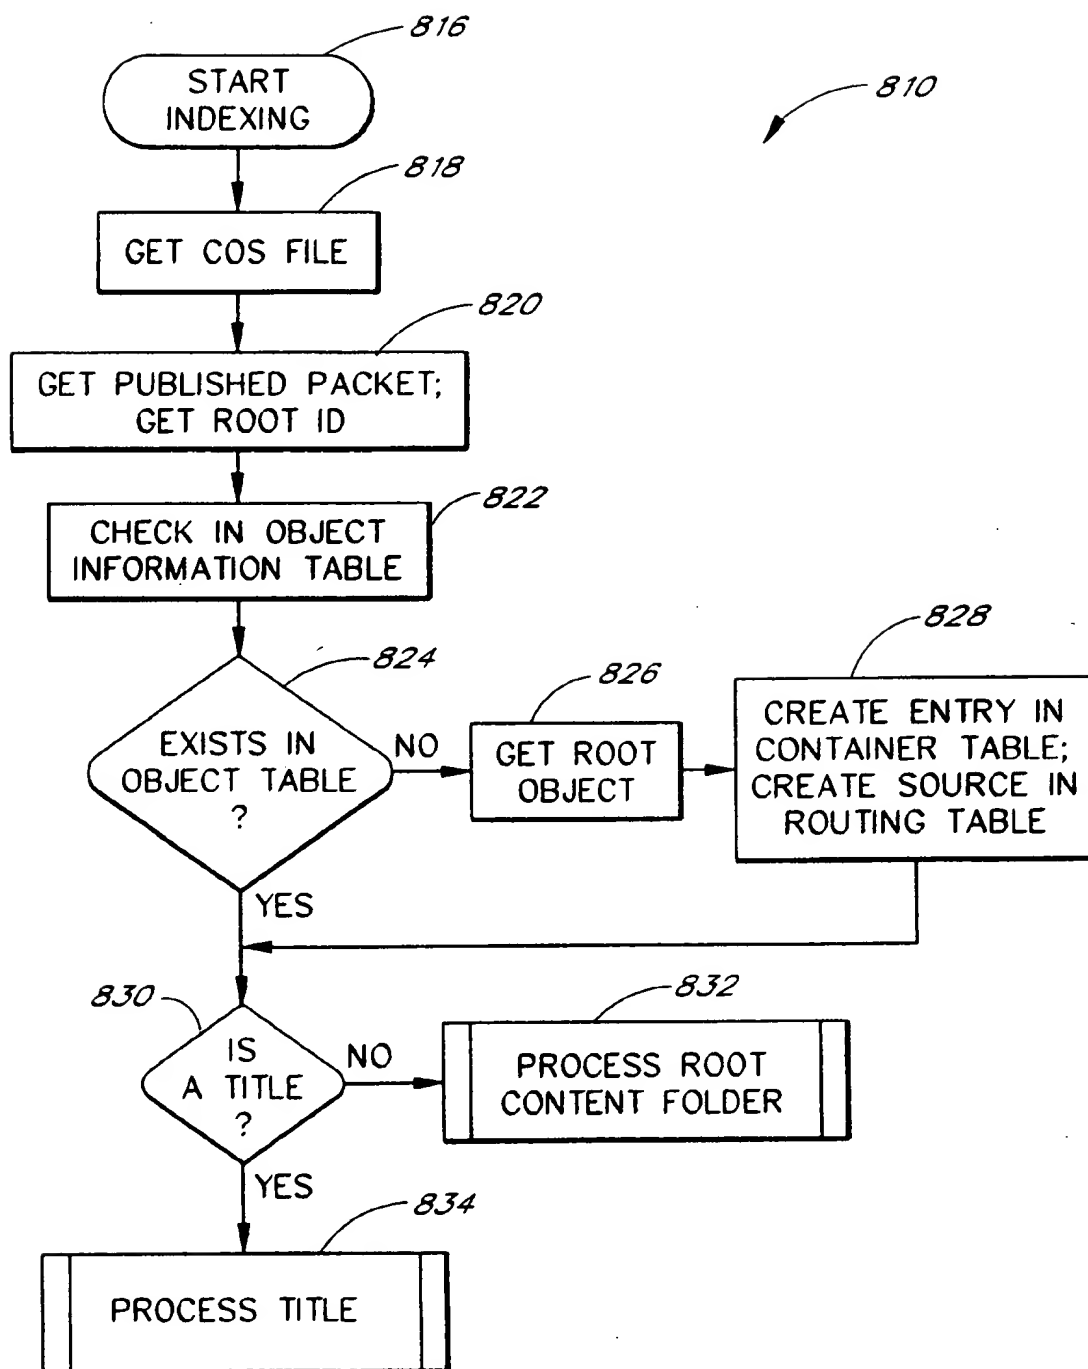 816
START
INDEXING
810
818
GET COS FILE
820
GET PUBLISHED PACKET;
GET ROOT ID
822
CHECK IN OBJECT
INFORMATION TABLE
824
EXISTS IN
OBJECT TABLE
?
NO
826
GET ROOT
OBJECT
828
CREATE ENTRY IN
CONTAINER TABLE;
CREATE SOURCE IN
ROUTING TABLE
YES
830
IS
A TITLE
?
NO
832
PROCESS ROOT
CONTENT FOLDER
YES
834
PROCESS TITLE